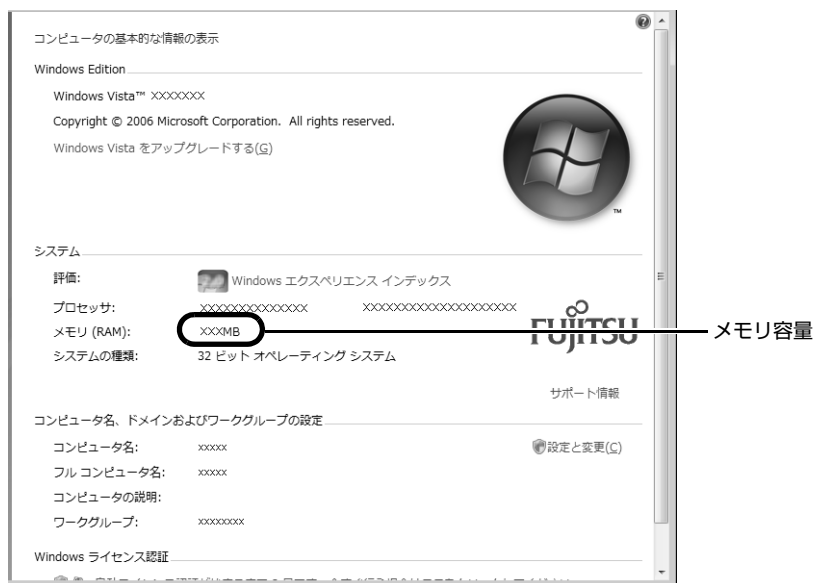 コンピュータの基本的な情報の表示
Windows Edition
Windows Vista™ XXXXXXX
Copyright © 2006 Microsoft Corporation. All rights reserved.
Windows Vista をアップグレードする(G)
TM
システム
評価:
Windows エクスペリエンス インデックス
プロセッサ: XXXXXXXXXXXXXX XXXXXXXXXXXXXXXXXXXX
メモリ (RAM): XXXMB
メモリ容量
システムの種類: 32 ビット オペレーティング システム
FUJITSU
サポート情報
コンピュータ名、ドメインおよびワークグループの設定
コンピュータ名: xxxxx
設定と変更(C)
フル コンピュータ名: xxxxx
コンピュータの説明:
ワークグループ: xxxxxxxx
Windows ライセンス認証